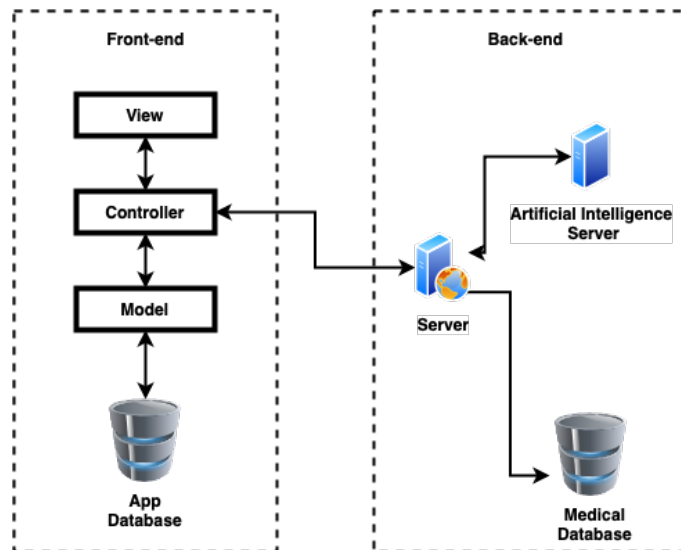 Front-end
View
Controller
Model
App
Database
Back-end
Artificial Intelligence
Server
Server
Medical
Database